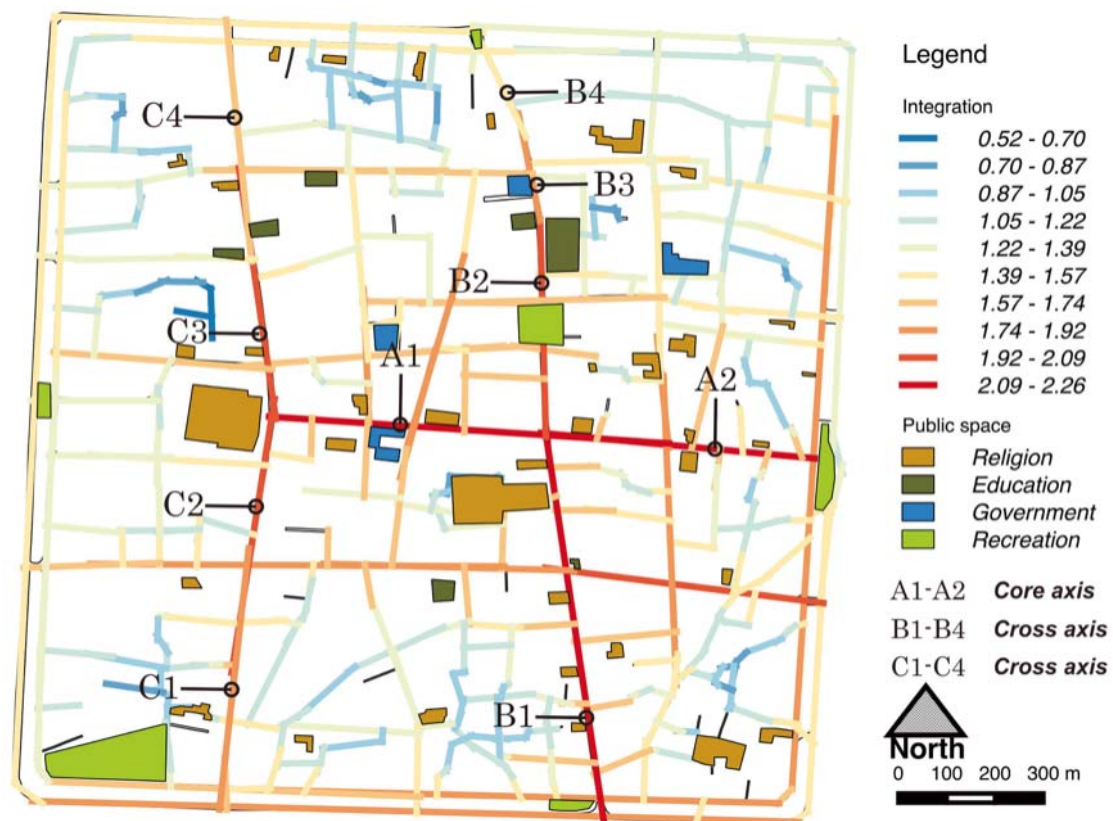 C4
B4
B3
B2
C3
A1
A2
C2
C1
B1
Legend
Integration
0.52 - 0.70
0.70 - 0.87
0.87 - 1.05
1.05 - 1.22
1.22 - 1.39
1.39 - 1.57
1.57 - 1.74
1.74 - 1.92
1.92 - 2.09
2.09 - 2.26
Public space
Religion
Education
Government
Recreation
A1-A2 Core axis
B1-B4 Cross axis
C1-C4 Cross axis
North
0 100 200 300 m